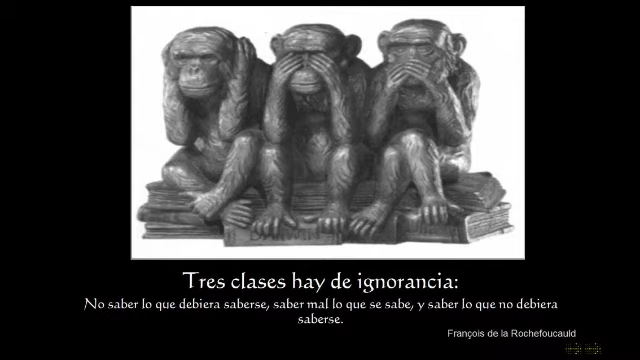 DARWIN
Tres clases hay de ignorancia:
No saber lo que debiera saberse, saber mal lo que se sabe, y saber lo que no debiera
saberse.
François de la Rochefoucauld